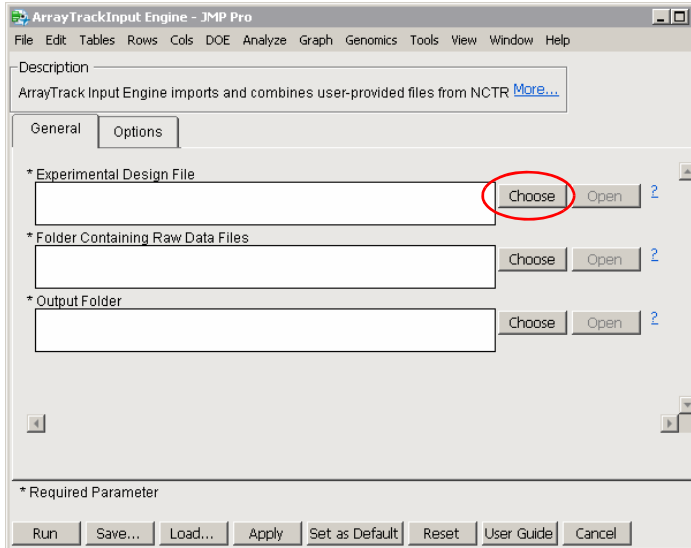 ArrayTrackInput Engine - JMP Pro
File Edit Tables Rows Cols DOE Analyze Graph Genomics Tools View Window Help
Description
ArrayTrack Input Engine imports and combines user-provided files from NCTR More...
General Options
* Experimental Design File
Choose Open ?
* Folder Containing Raw Data Files
Choose Open ?
* Output Folder
Choose Open ?
* Required Parameter
Run Save... Load... Apply Set as Default Reset User Guide Cancel